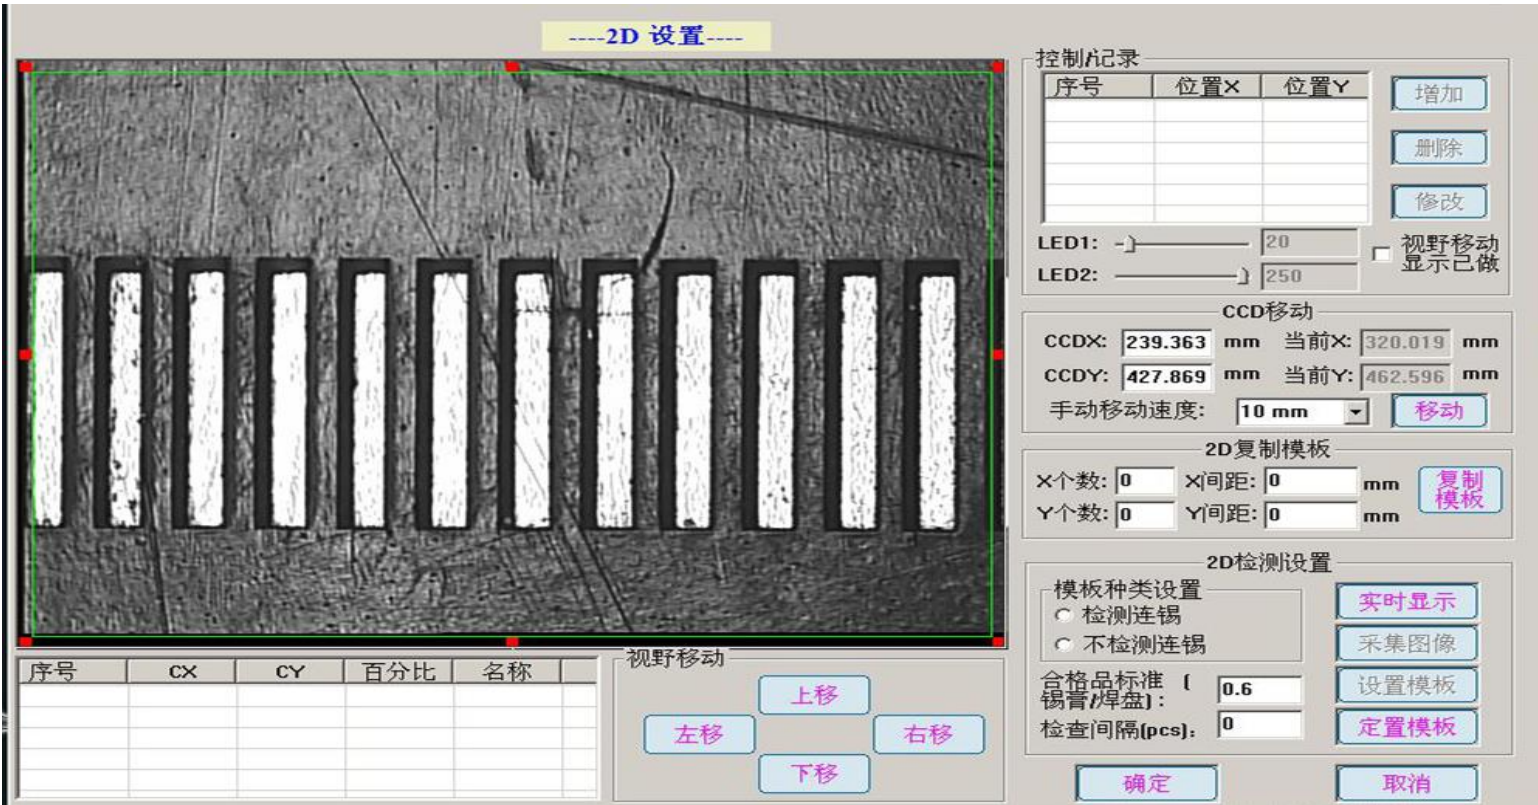 ----2D 设置----
控制/记录
序号 位置X 位置Y
增加
删除
修改
LED1: 20
LED2: 250
视野移动
显示已做
CCD移动
CCDX: 239.363 mm 当前X: 320.019 mm
CCDY: 427.869 mm 当前Y: 462.596 mm
手动移动速度: 10 mm 移动
2D复制模板
X个数: 0 X间距: 0 mm
Y个数: 0 Y间距: 0 mm
复制
模板
2D检测设置
模板种类设置
检测连锡
不检测连锡
实时显示
采集图像
设置模板
定置模板
合格品标准 (
锡膏/焊盘): 0.6
检查间隔(pcs): 0
确定 取消
序号 CX CY 百分比 名称
视野移动
上移
左移 右移
下移